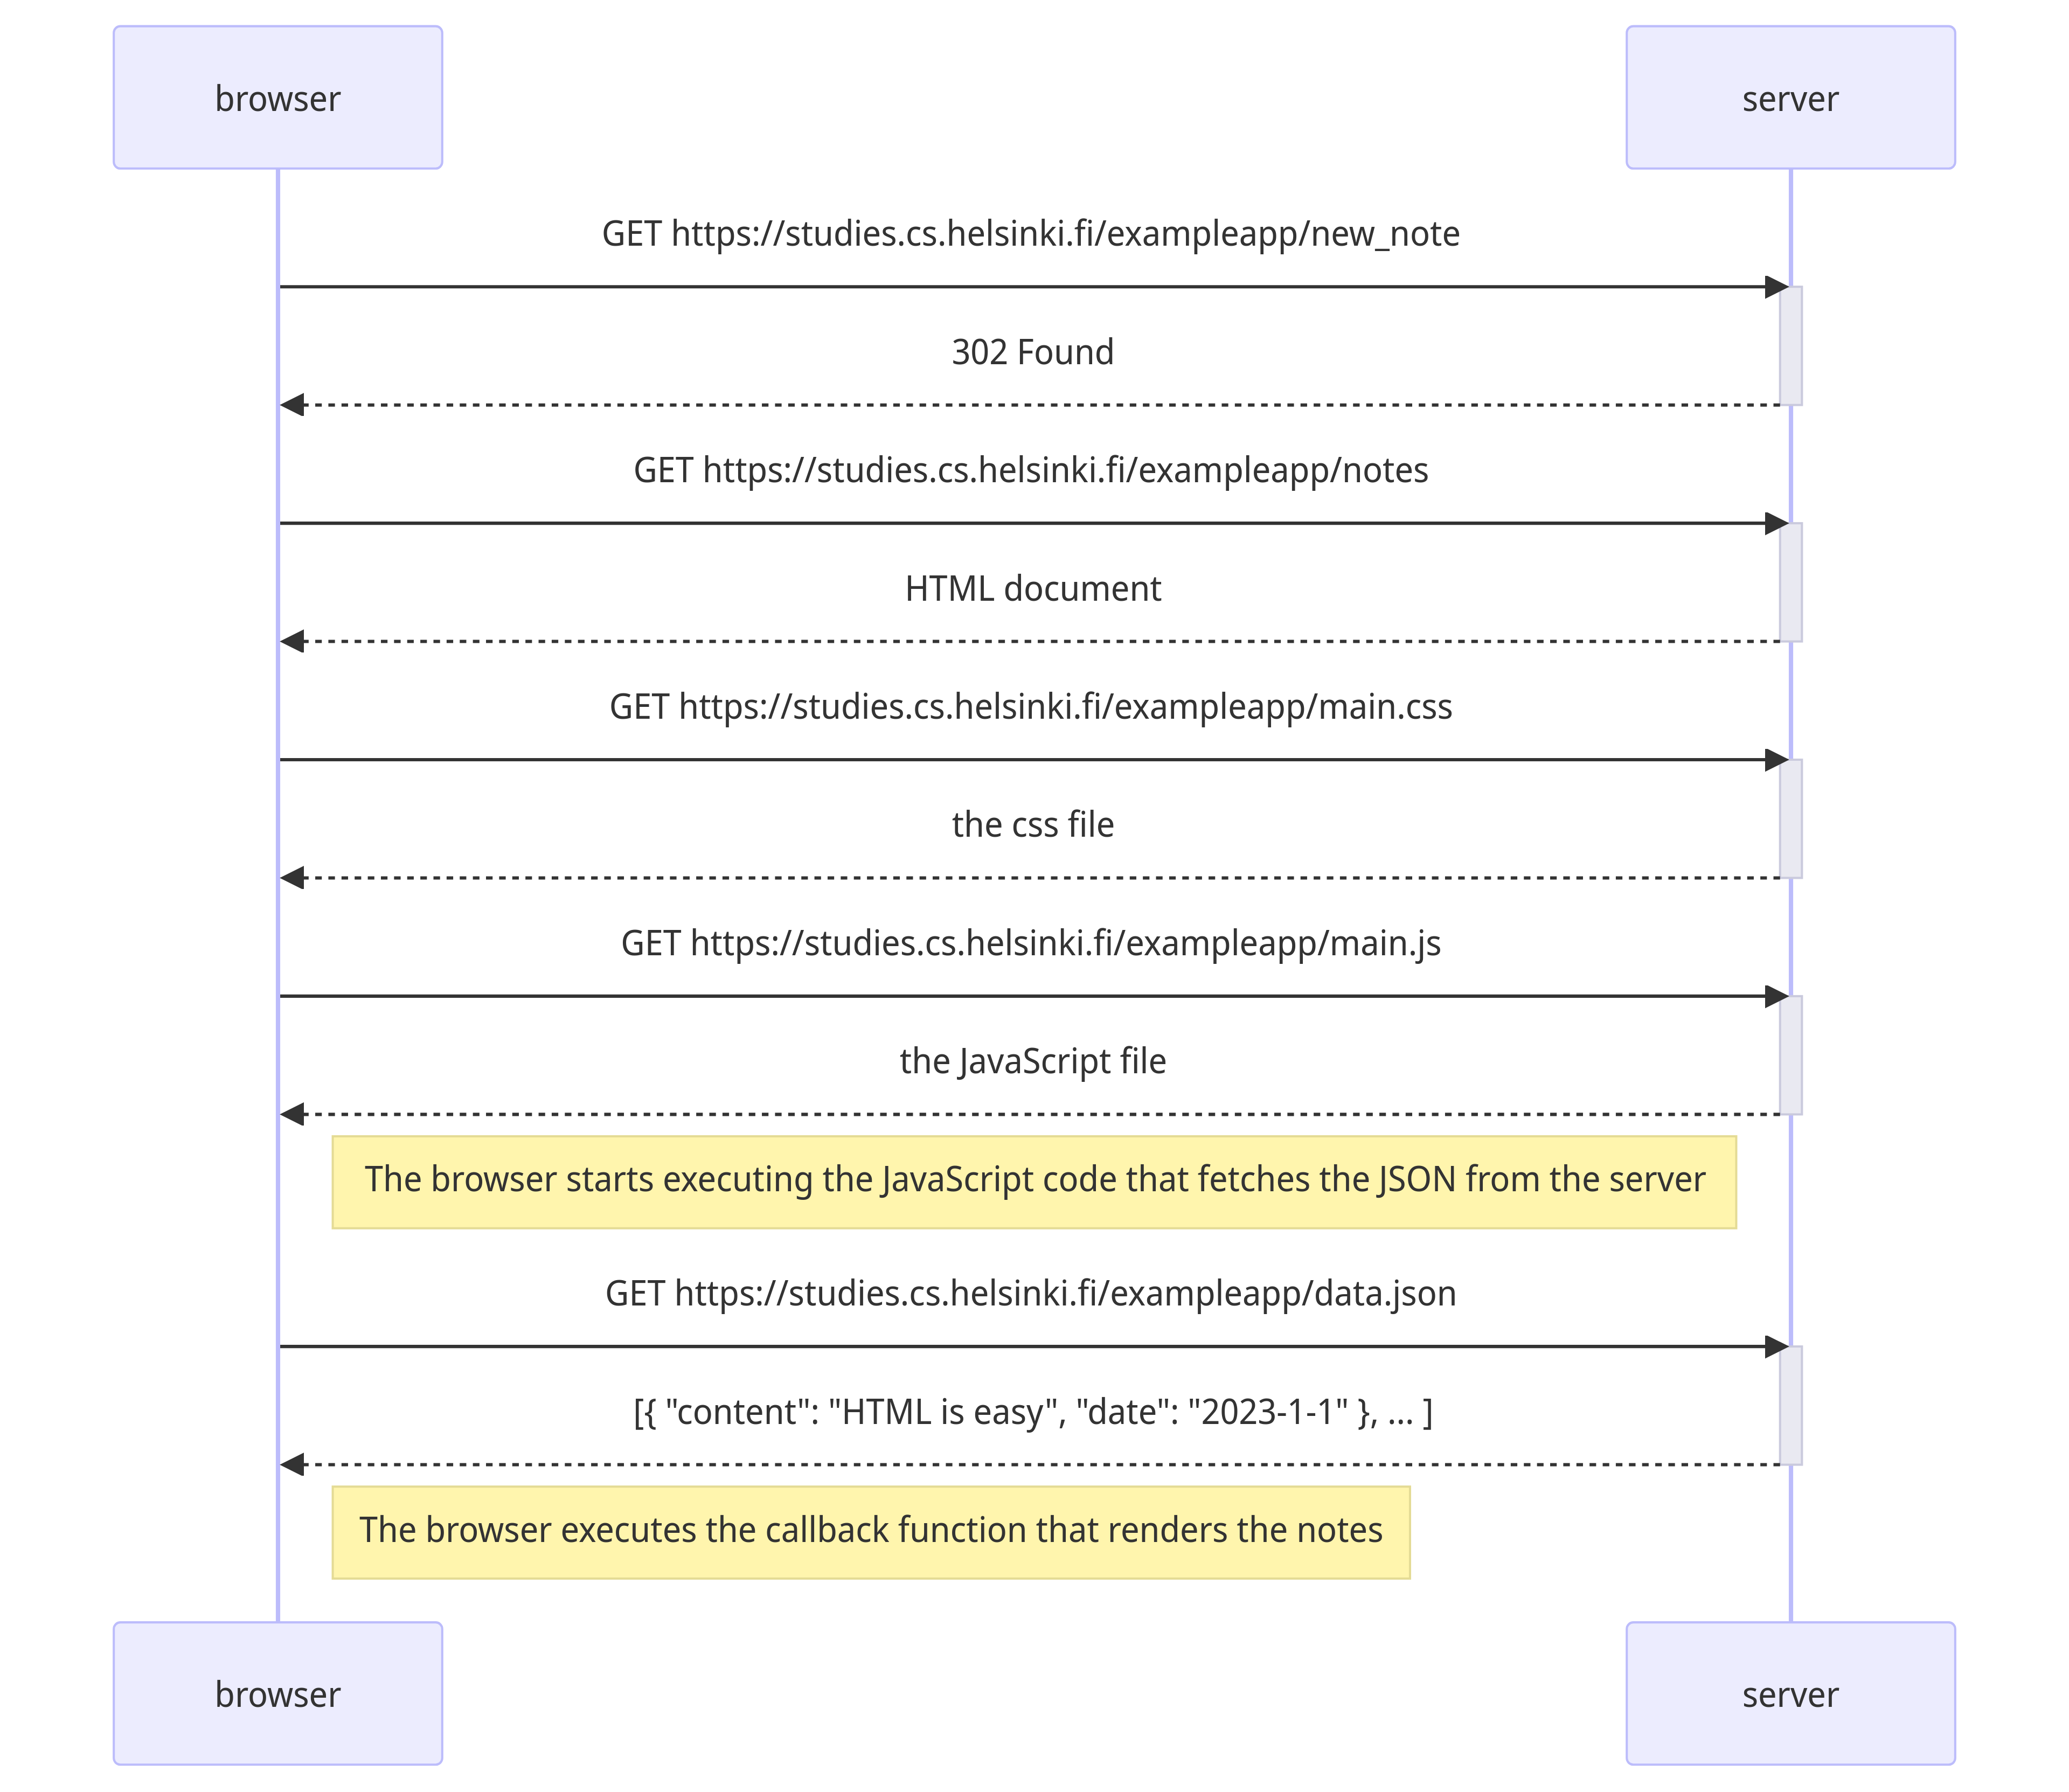 browser
server
GET https://studies.cs.helsinki.fi/exampleapp/new_note
302 Found
GET https://studies.cs.helsinki.fi/exampleapp/notes
HTML document
GET https://studies.cs.helsinki.fi/exampleapp/main.css
the css file
GET https://studies.cs.helsinki.fi/exampleapp/main.js
the JavaScript file
The browser starts executing the JavaScript code that fetches the JSON from the server
GET https://studies.cs.helsinki.fi/exampleapp/data.json
[{ "content": "HTML is easy", "date": "2023-1-1" }, ... ]
The browser executes the callback function that renders the notes
browser
server